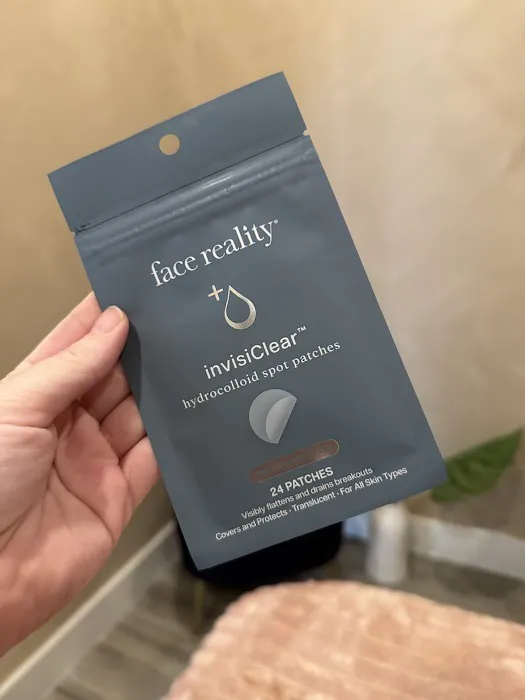 face reality®
invisiClear™
hydrocolloid spot patches
24 PATCHES
Visibly flattens and drains breakouts
Covers and Protects · Translucent · For All Skin Types